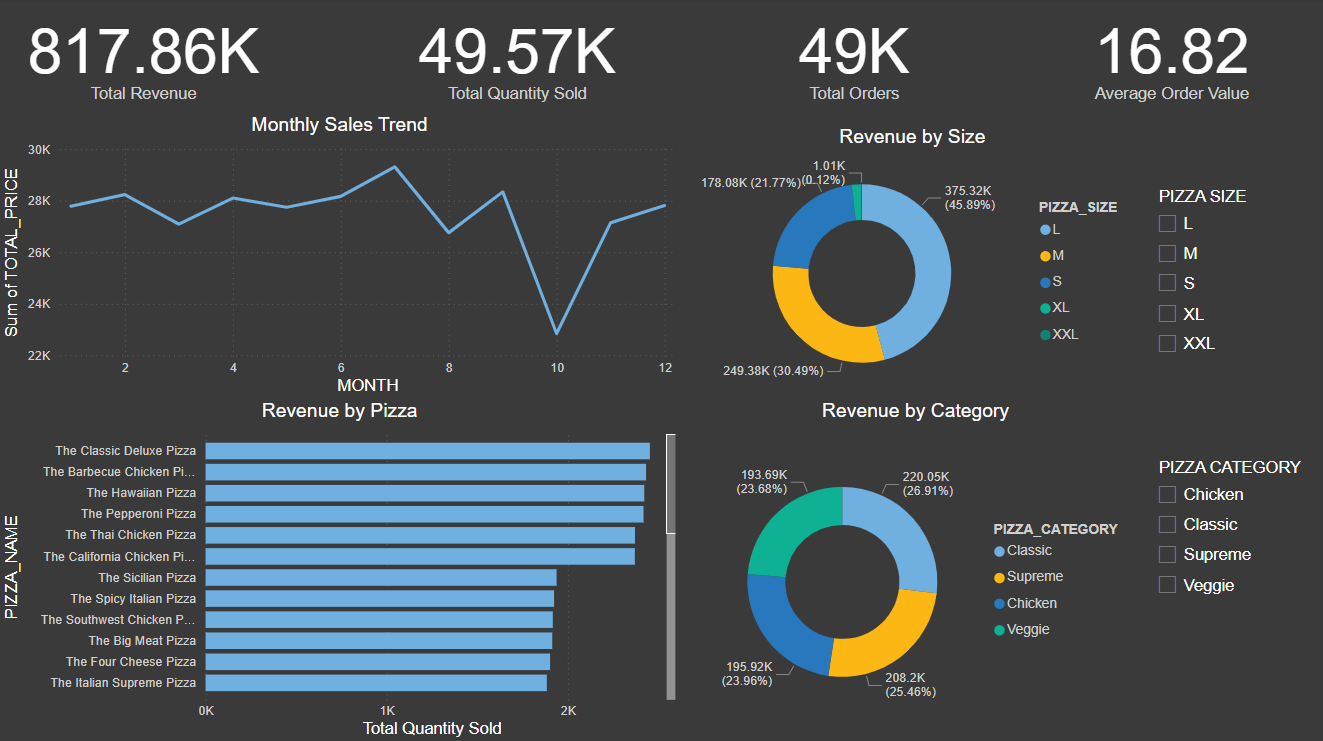 817.86K
Total Revenue
49.57K
Total Quantity Sold
49K
Total Orders
16.82
Average Order Value
Monthly Sales Trend
Sum of TOTAL_PRICE
30K
28K
26K
24K
22K
2
4
6
8
10
12
MONTH
Revenue by Size
1.01K
(0.12%)
178.08K (21.77%)
375.32K
(45.89%)
249.38K (30.49%)
PIZZA_SIZE
L
M
S
XL
XXL
PIZZA SIZE
L
M
S
XL
XXL
Revenue by Pizza
PIZZA_NAME
The Classic Deluxe Pizza
The Barbecue Chicken Pi...
The Hawaiian Pizza
The Pepperoni Pizza
The Thai Chicken Pizza
The California Chicken Pi...
The Sicilian Pizza
The Spicy Italian Pizza
The Southwest Chicken P...
The Big Meat Pizza
The Four Cheese Pizza
The Italian Supreme Pizza
0K
1K
2K
Total Quantity Sold
Revenue by Category
193.69K
(23.68%)
220.05K
(26.91%)
195.92K
(23.96%)
208.2K
(25.46%)
PIZZA_CATEGORY
Classic
Supreme
Chicken
Veggie
PIZZA CATEGORY
Chicken
Classic
Supreme
Veggie